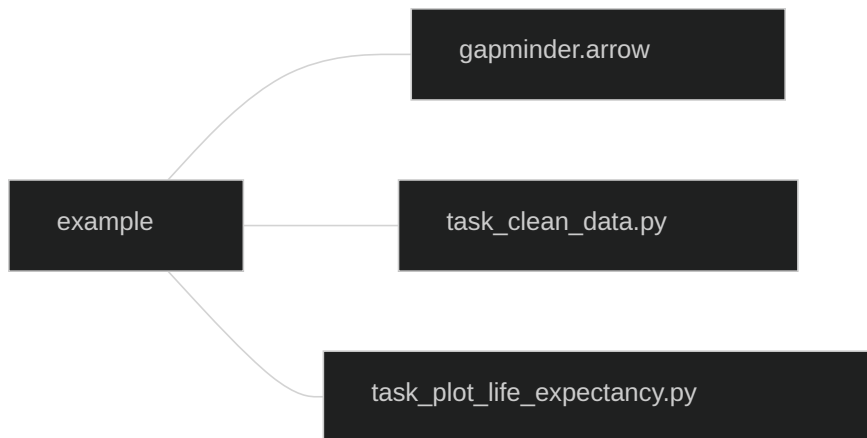 gapminder.arrow
example
task_clean_data.py
task_plot_life_expectancy.py